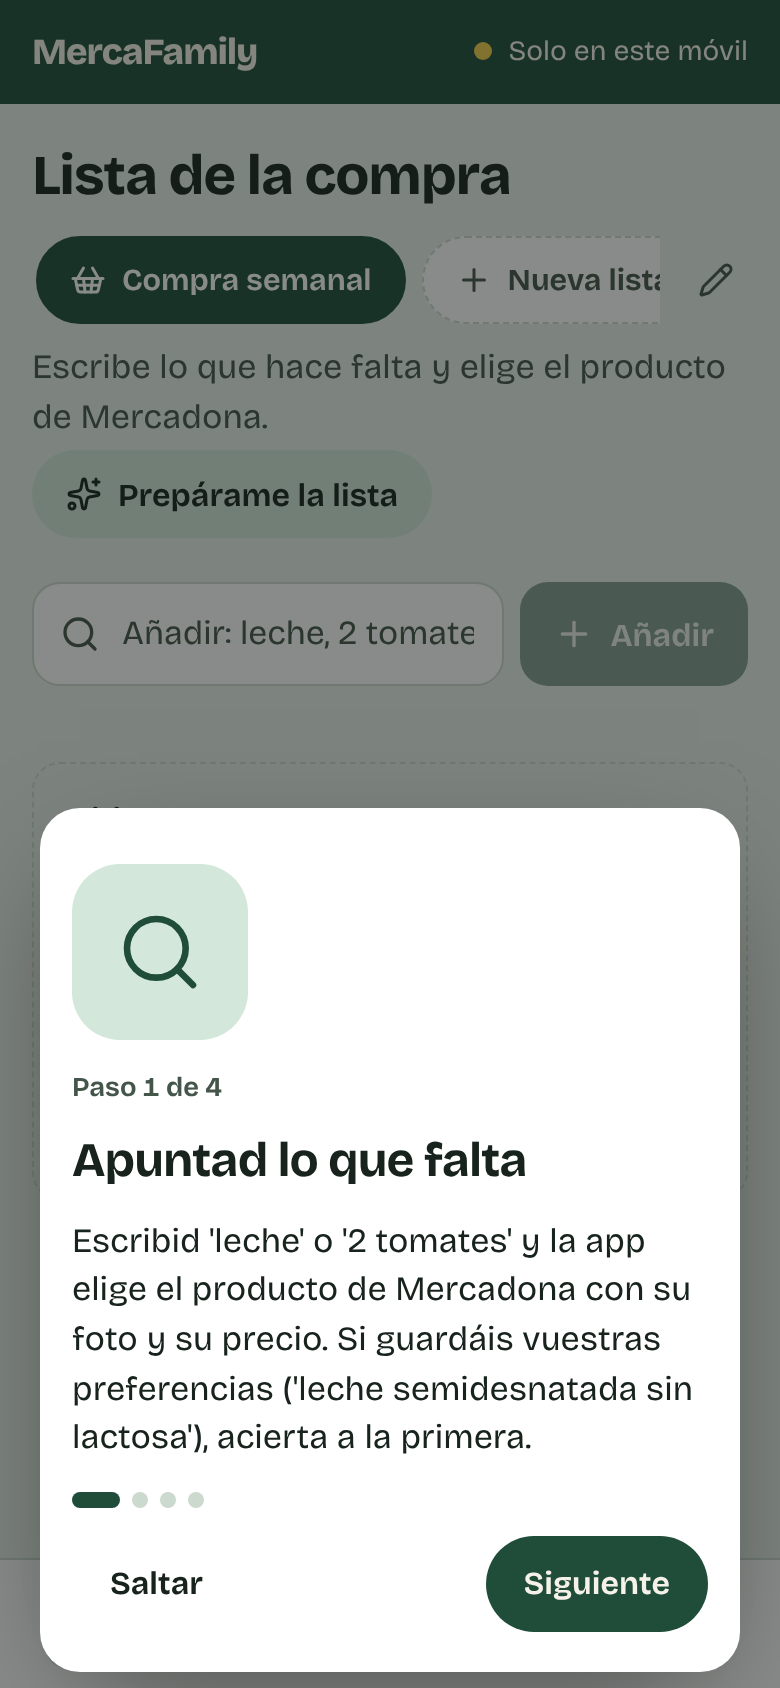 MercaFamily
Solo en este móvil
Lista de la compra
Compra semanal
Nueva lista
Escribe lo que hace falta y elige el producto
de Mercadona.
Prepárame la lista
Añadir: leche, 2 tomate
Añadir
Paso 1 de 4
Apuntad lo que falta
Escribid 'leche' o '2 tomates' y la app
elige el producto de Mercadona con su
foto y su precio. Si guardáis vuestras
preferencias ('leche semidesnatada sin
lactosa'), acierta a la primera.
Saltar
Siguiente